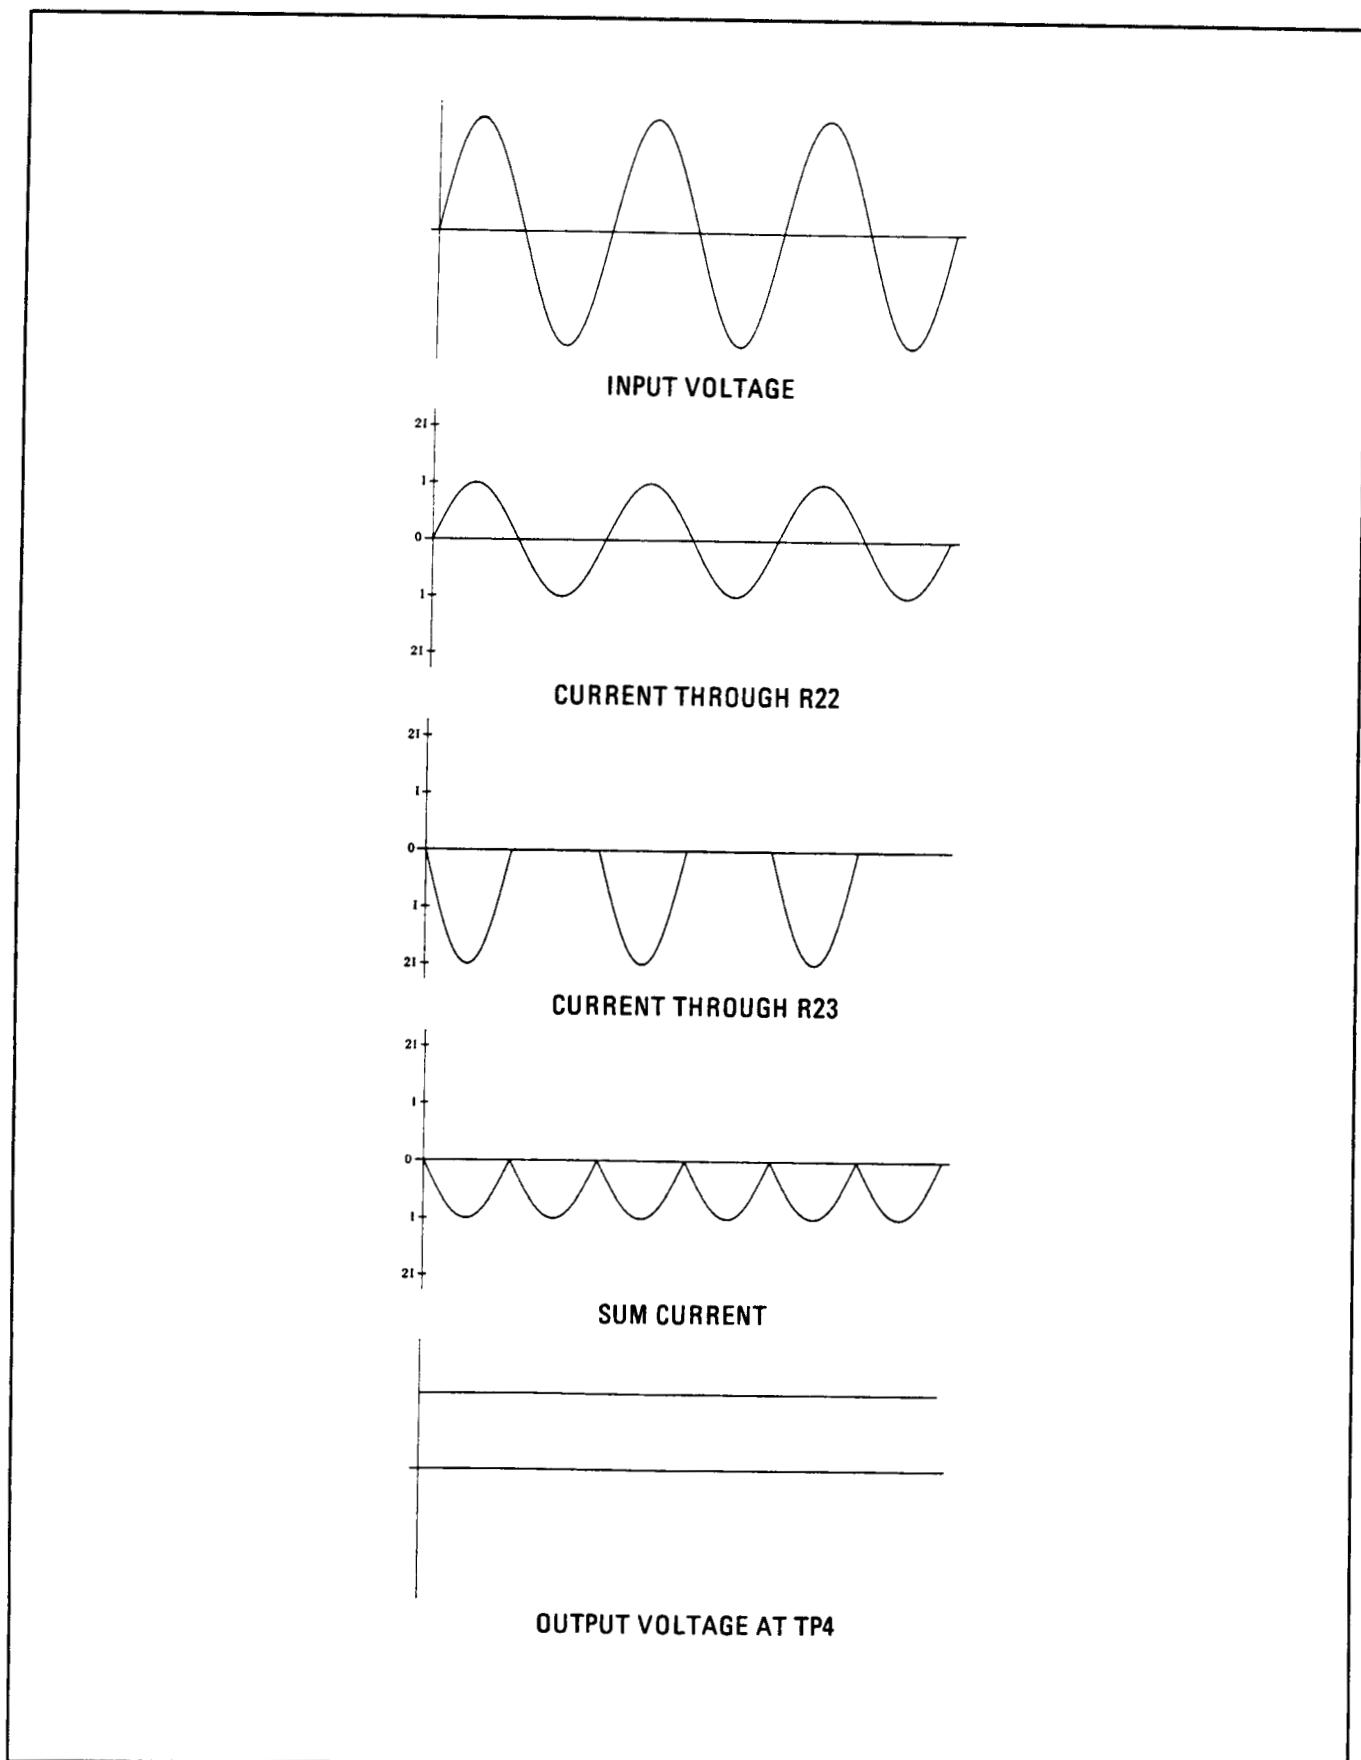 INPUT VOLTAGE
2I
I
0
I
2I
CURRENT THROUGH R22
2I
I
0
I
2I
CURRENT THROUGH R23
2I
I
0
I
2I
SUM CURRENT
OUTPUT VOLTAGE AT TP4